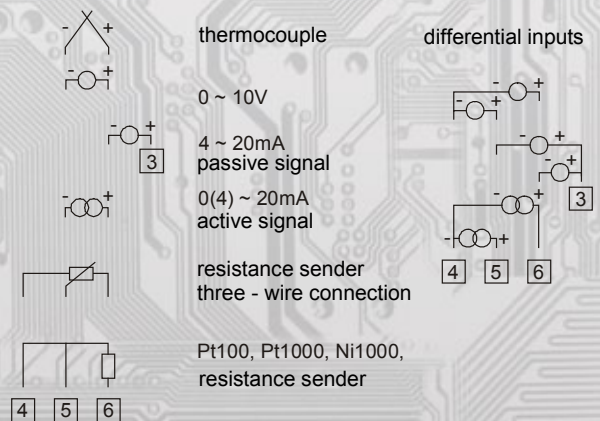 - +
thermocouple
differential inputs
- +
0 ~ 10V
- +
- +
- +
3
4 ~ 20mA
passive signal
- +
- +
3
- +
0(4) ~ 20mA
active signal
- +
- +
4 5 6
resistance sender
three - wire connection
Pt100, Pt1000, Ni1000,
resistance sender
4 5 6